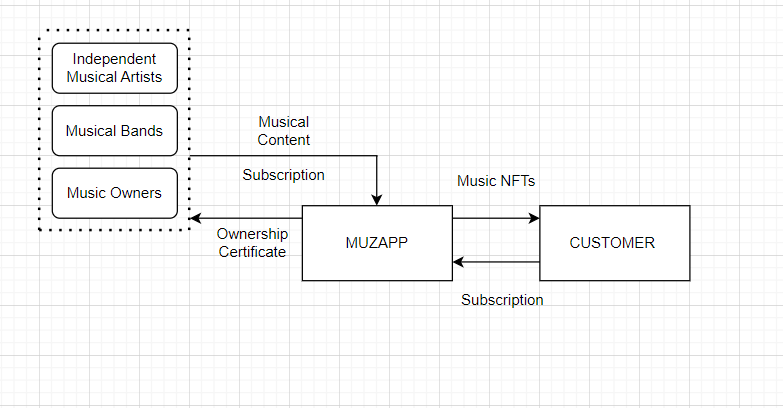 Independent
Musical Artists
Musical Bands
Music Owners
Musical
Content
Subscription
Ownership
Certificate
MUZAPP
Music NFTs
CUSTOMER
Subscription